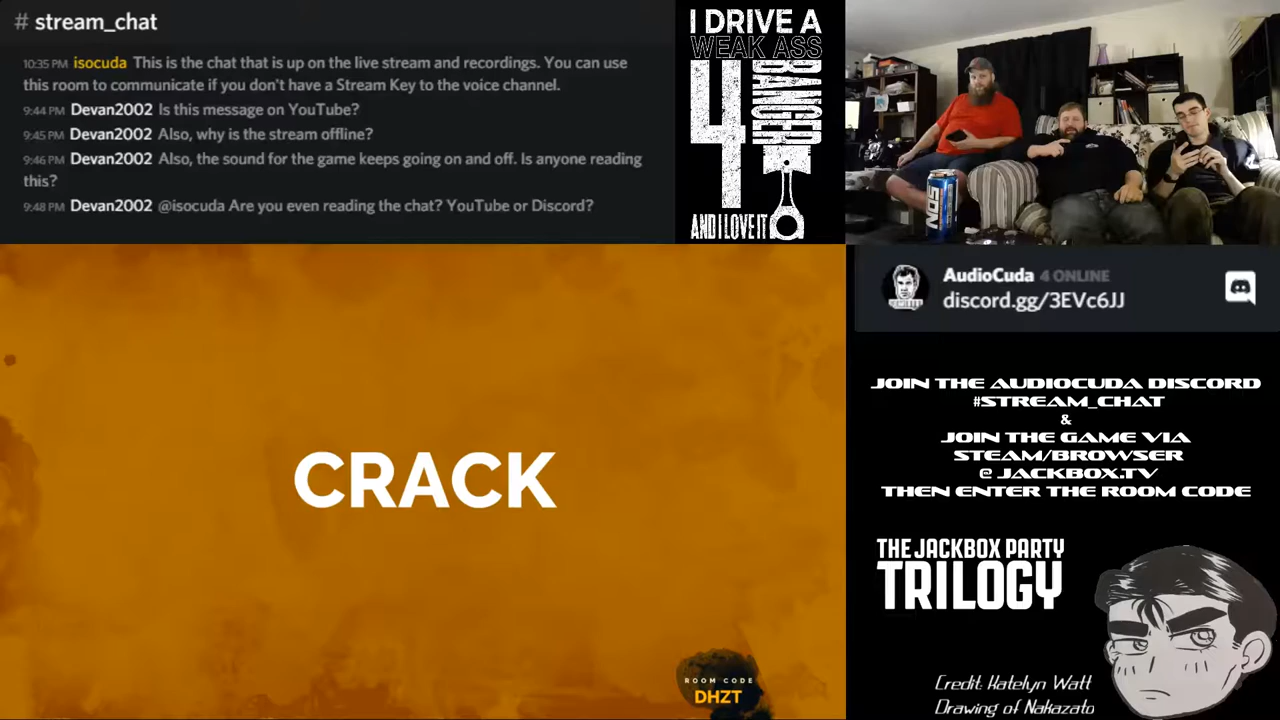 # stream_chat
10:35 PM isocuda This is the chat that is up on the live stream and recordings. You can use
this room to communicate if you don't have a Stream Key to the voice channel.
9:44 PM Devan2002 Is this message on YouTube?
9:45 PM Devan2002 Also, why is the stream offline?
9:46 PM Devan2002 Also, the sound for the game keeps going on and off. Is anyone reading
this?
9:48 PM Devan2002 @isocuda Are you even reading the chat? YouTube or Discord?
I DRIVE A
WEAK ASS
4
BANGER
AND I LOVE IT
AudioCuda 4 ONLINE
discord.gg/3EVc6JJ
CRACK
ROOM CODE
DHZT
JOIN THE AUDIOCUDA DISCORD
#STREAM_CHAT
&
JOIN THE GAME VIA
STEAM/BROWSER
@ JACKBOX.TV
THEN ENTER THE ROOM CODE
THE JACKBOX PARTY
TRILOGY
Credit: Katelyn Watt
Drawing of Nakazato